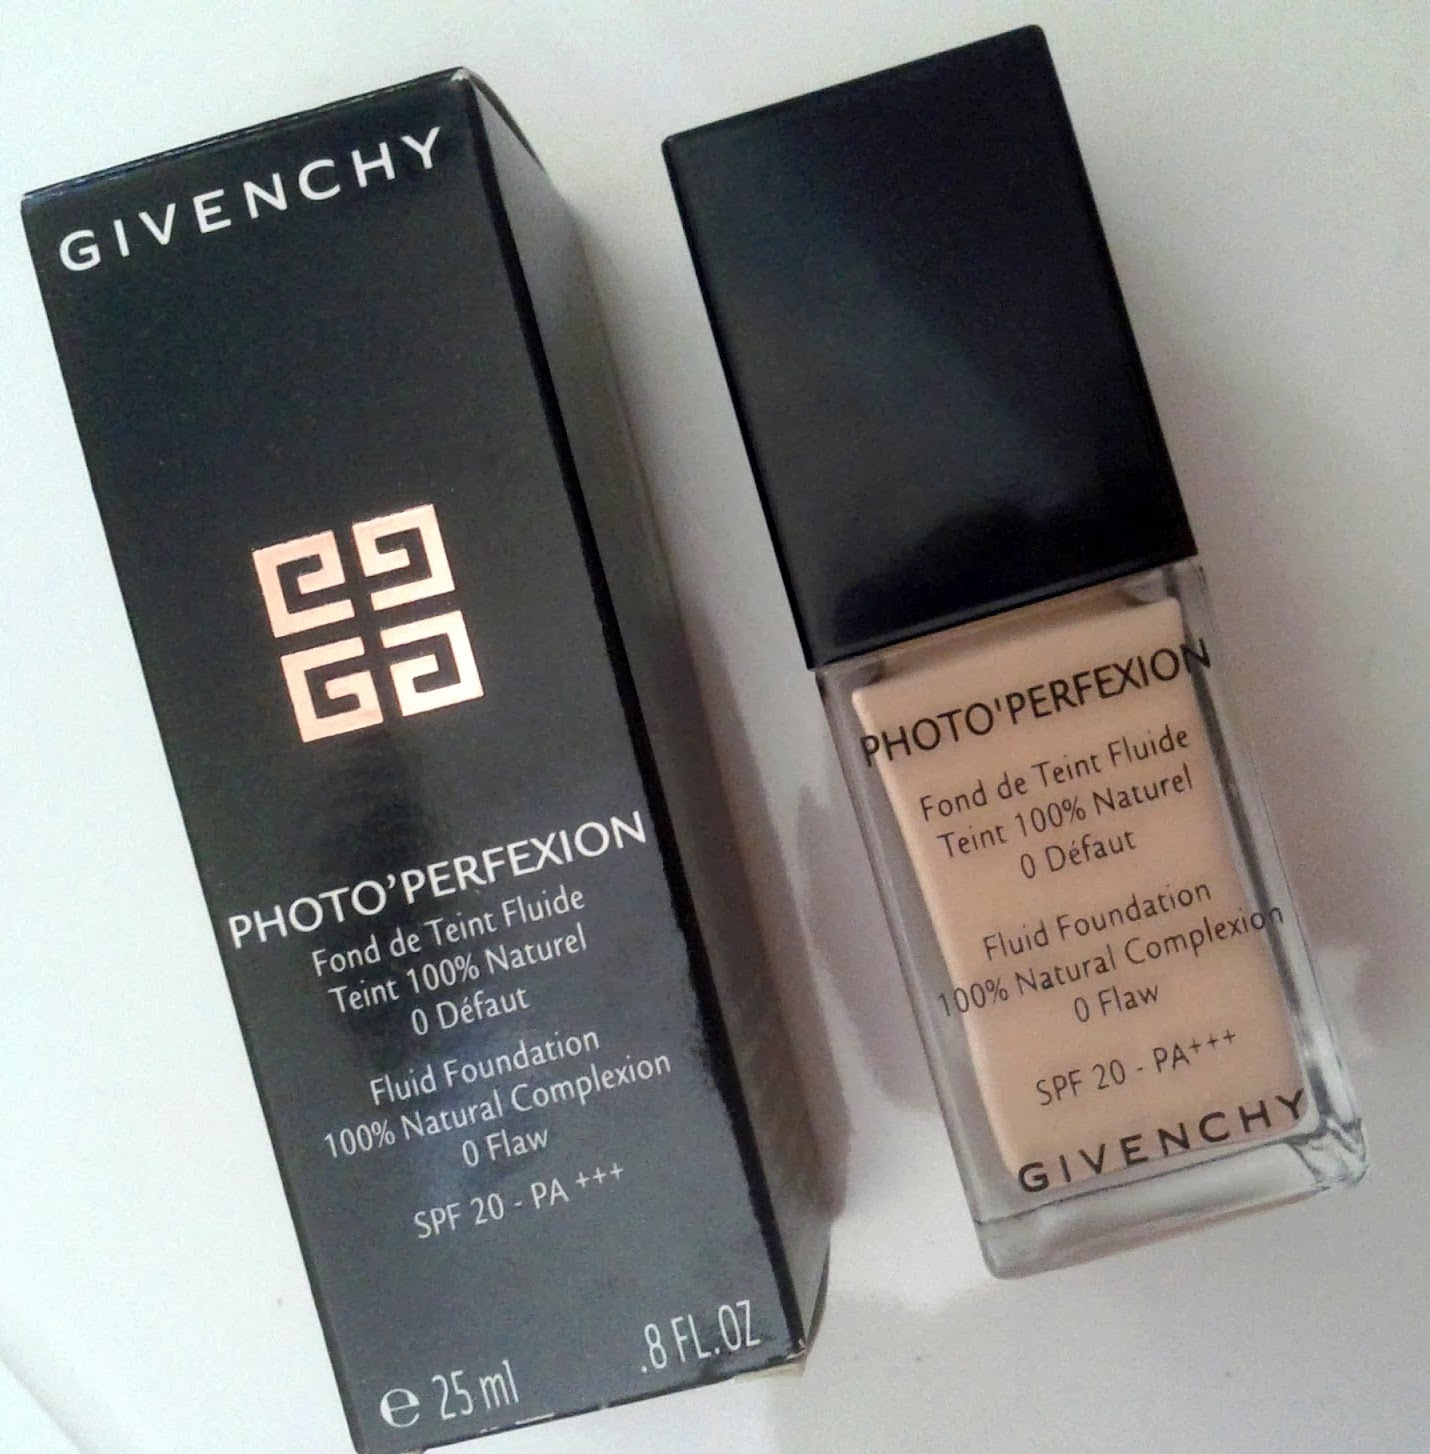 GIVENCHY
PHOTO'PERFEXION
Fond de Teint Fluide
Teint 100% Naturel
0 Défaut
Fluid Foundation
100% Natural Complexion
0 Flaw
SPF 20 - PA +++
℮ 25 ml .8 FL.OZ
PHOTO'PERFEXION
Fond de Teint Fluide
Teint 100% Naturel
0 Défaut
Fluid Foundation
100% Natural Complexion
0 Flaw
SPF 20 - PA+++
GIVENCHY